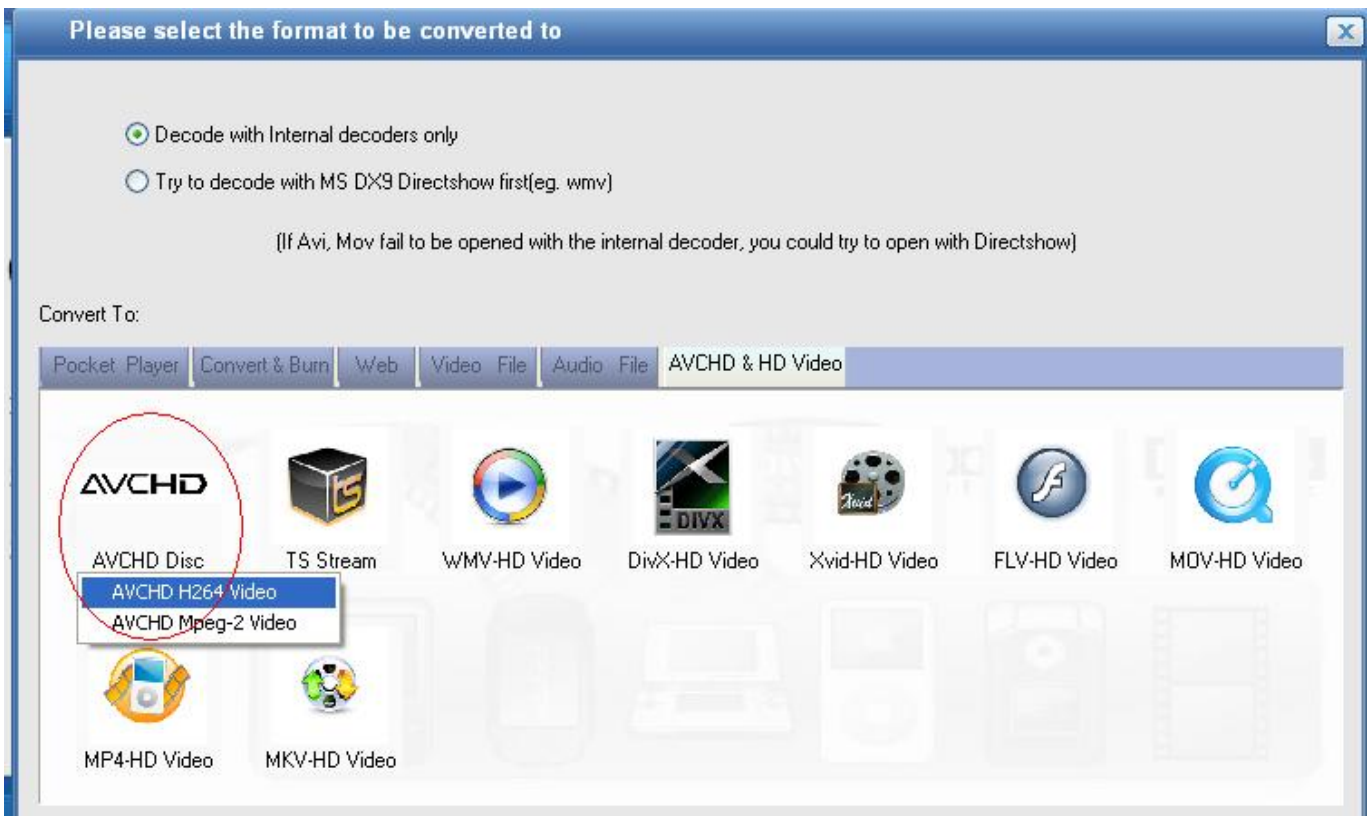 Please select the format to be converted to
Decode with Internal decoders only
Try to decode with MS DX9 Directshow first(eg. wmv)
(If Avi, Mov fail to be opened with the internal decoder, you could try to open with Directshow)
Convert To:
Pocket Player Convert & Burn Web Video File Audio File AVCHD & HD Video
AVCHD TS DIVX Xvid
AVCHD Disc TS Stream WMV-HD Video DivX-HD Video Xvid-HD Video FLV-HD Video MOV-HD Video
AVCHD H264 Video
AVCHD Mpeg-2 Video
MP4-HD Video MKV-HD Video